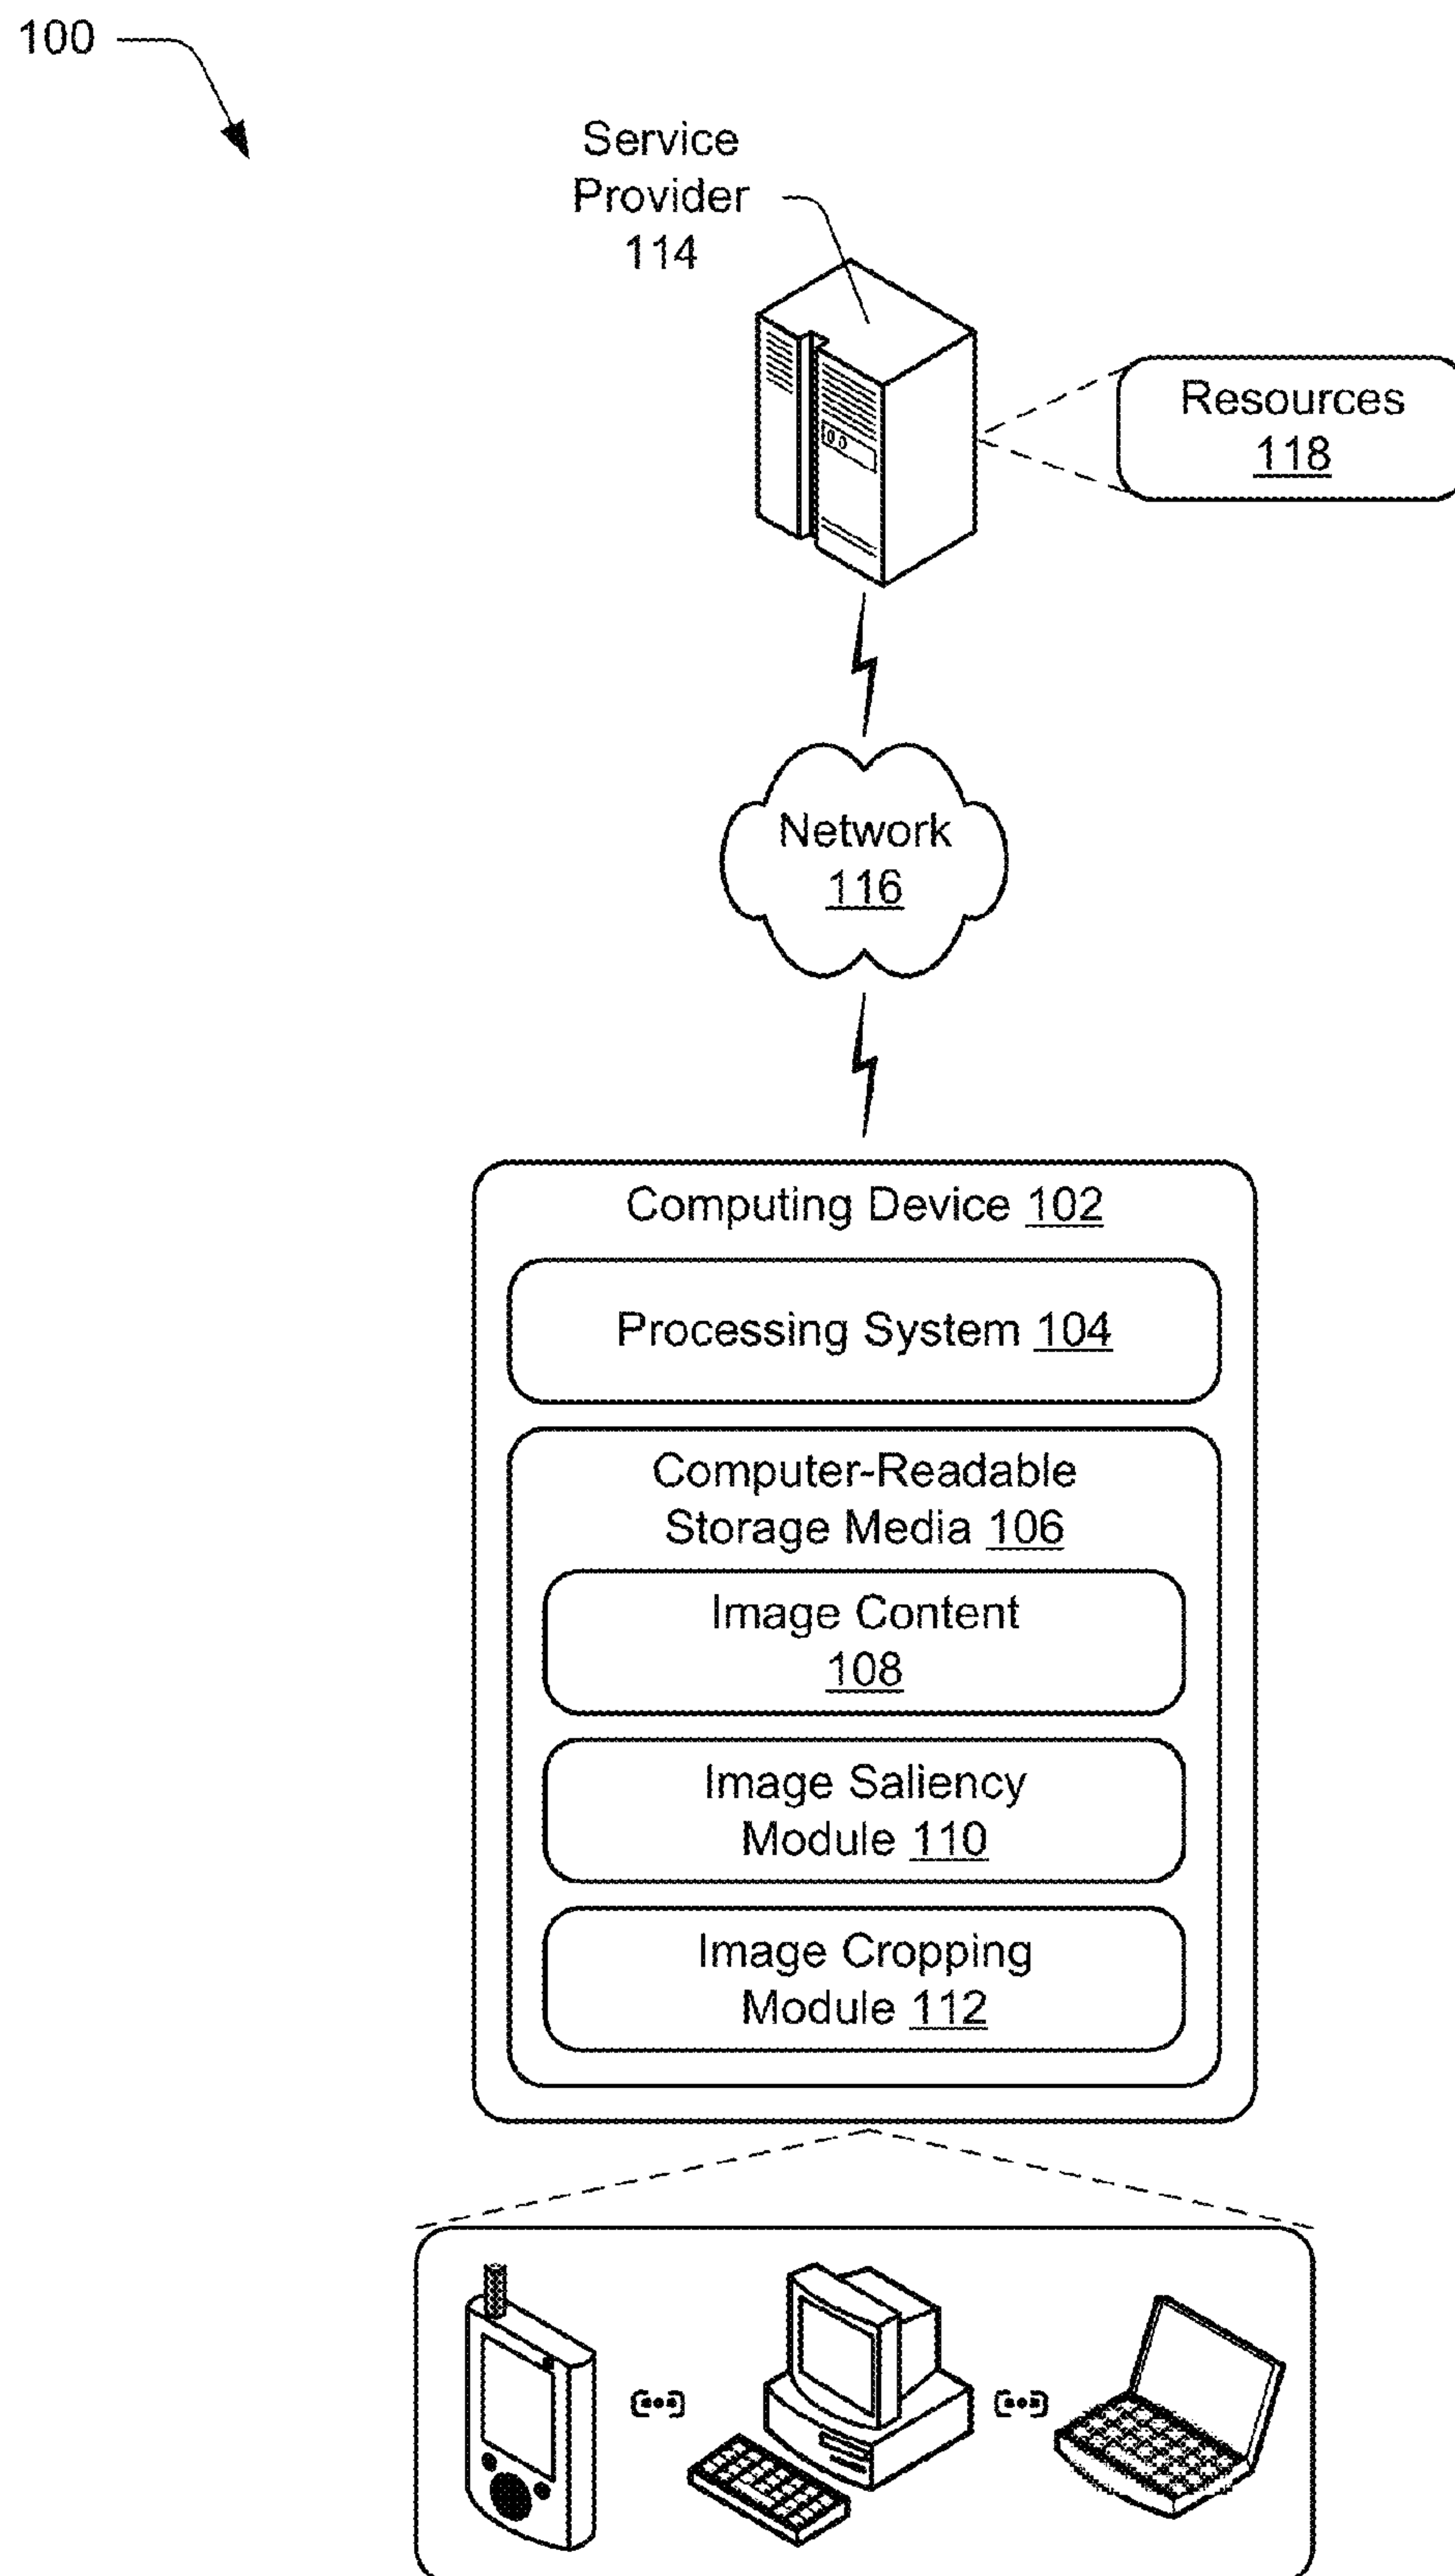 100
Service
Provider
114
Resources
118
Network
116
Computing Device 102
Processing System 104
Computer-Readable
Storage Media 106
Image Content
108
Image Saliency
Module 110
Image Cropping
Module 112